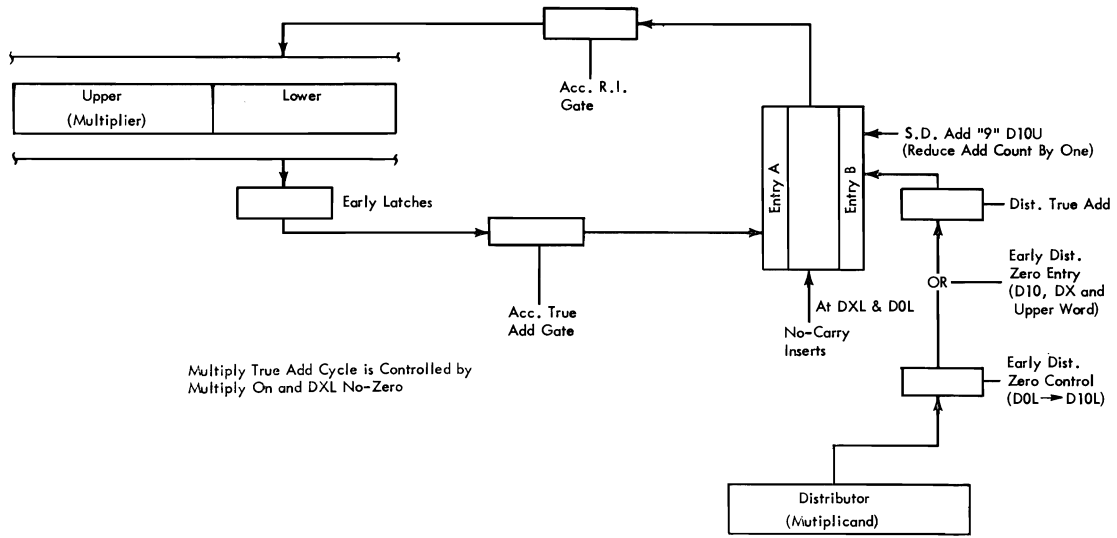 Acc. R.I.
Gate
Upper
(Multiplier)
Lower
Early Latches
Acc. True
Add Gate
Entry A
Entry B
S.D. Add "9" D10U
(Reduce Add Count By One)
Dist. True Add
Early Dist.
Zero Entry
(D10, DX and
Upper Word)
OR
At DXL & D0L
No-Carry
Inserts
Early Dist.
Zero Control
(D0L → D10L)
Multiply True Add Cycle is Controlled by
Multiply On and DXL No-Zero
Distributor
(Mutiplicand)